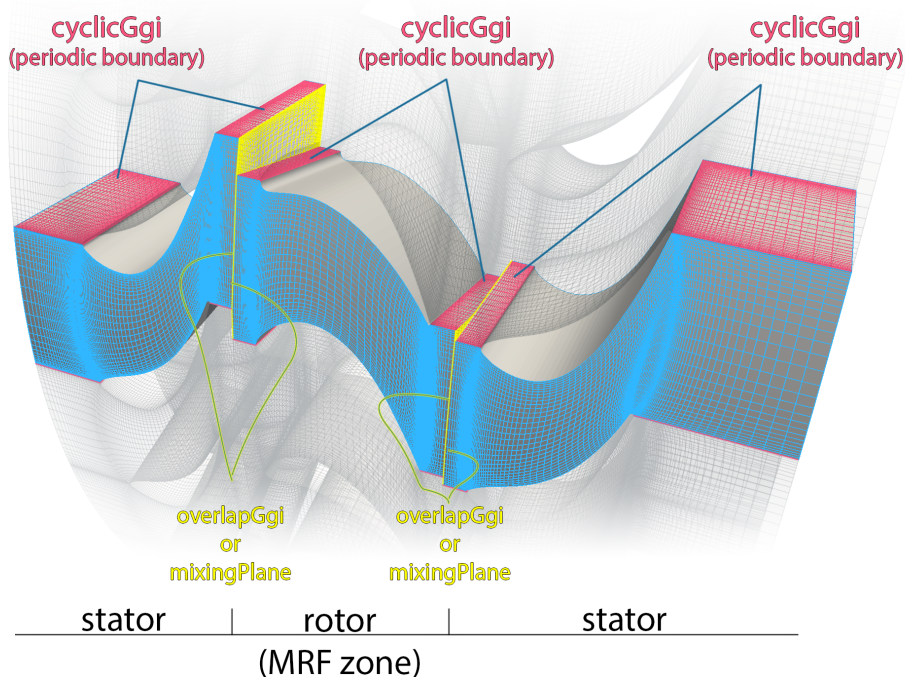 cyclicGgi
(periodic boundary)
cyclicGgi
(periodic boundary)
cyclicGgi
(periodic boundary)
overlapGgi
or
mixingPlane
overlapGgi
or
mixingPlane
stator
rotor
stator
(MRF zone)